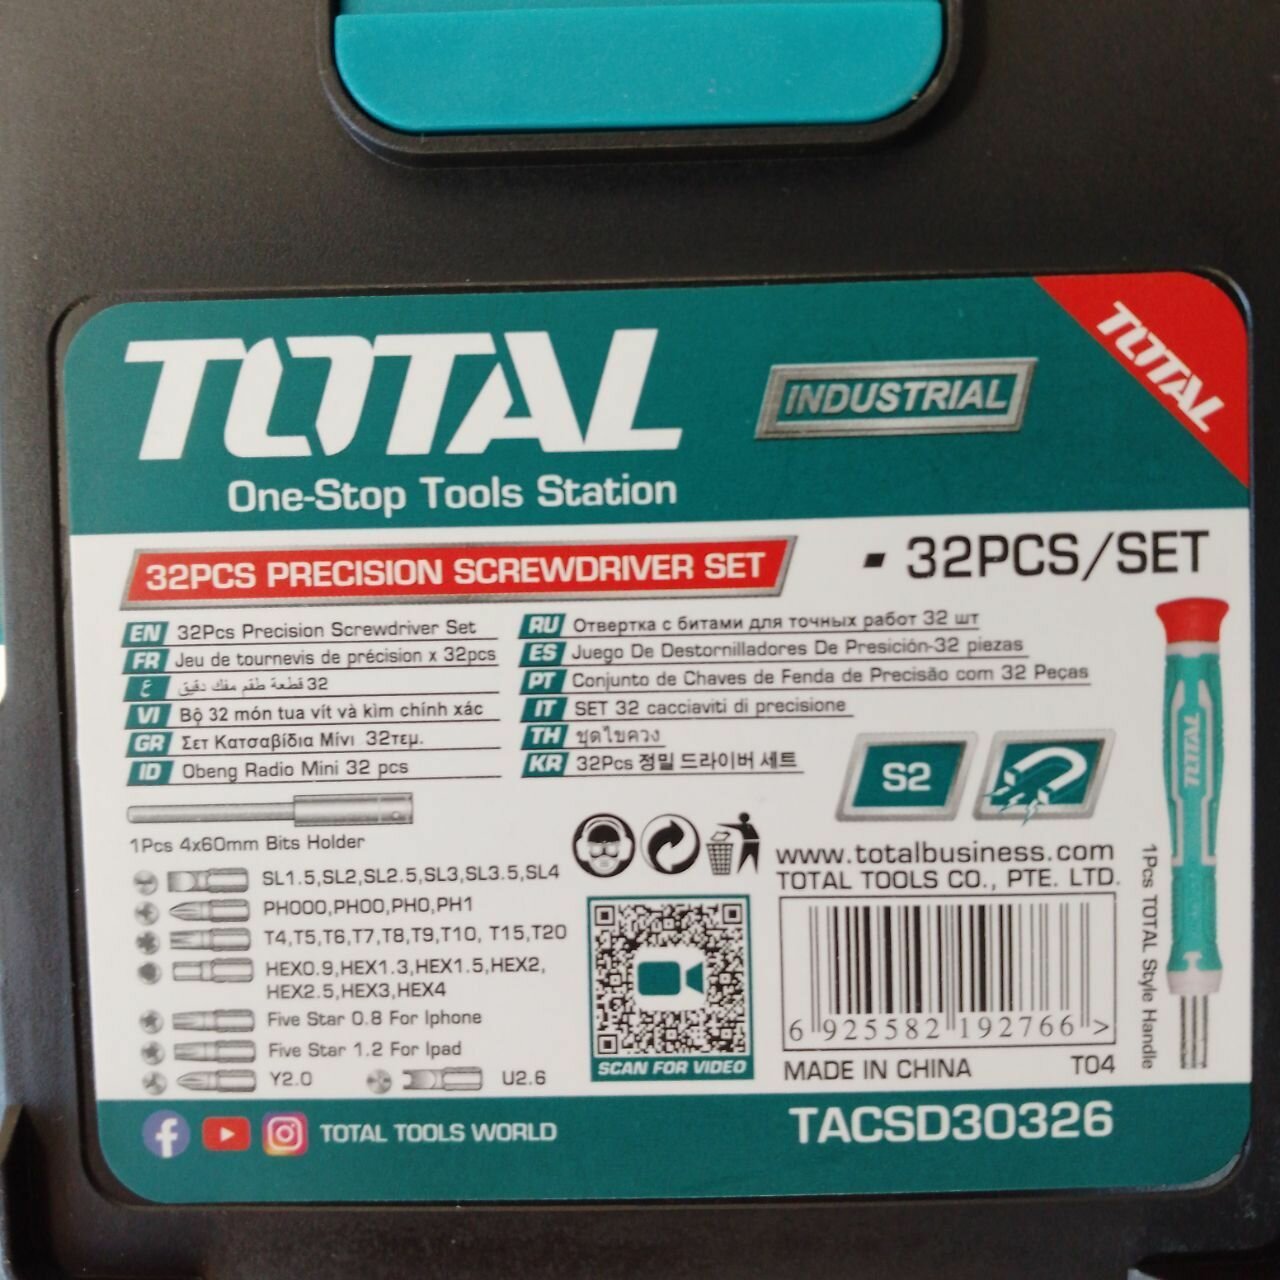 TOTAL
One-Stop Tools Station
INDUSTRIAL
TOTAL
32PCS PRECISION SCREWDRIVER SET
32PCS/SET
EN 32Pcs Precision Screwdriver Set
FR Jeu de tournevis de précision x 32pcs
ع 32 قطعة طقم مفك دقيق
VI Bộ 32 món tua vít và kìm chính xác
GR Σετ Κατσαβίδια Μίνι 32τεμ.
ID Obeng Radio Mini 32 pcs
RU Отвертка с битами для точных работ 32 шт
ES Juego De Destornilladores De Presición-32 piezas
PT Conjunto de Chaves de Fenda de Precisão com 32 Peças
IT SET 32 cacciaviti di precisione
TH ชุดไขควง
KR 32Pcs 정밀 드라이버 세트
S2
TOTAL
1Pcs TOTAL Style Handle
1Pcs 4x60mm Bits Holder
SL1.5,SL2,SL2.5,SL3,SL3.5,SL4
PH000,PH00,PH0,PH1
T4,T5,T6,T7,T8,T9,T10, T15,T20
HEX0.9,HEX1.3,HEX1.5,HEX2,
HEX2.5,HEX3,HEX4
Five Star 0.8 For Iphone
Five Star 1.2 For Ipad
Y2.0
U2.6
SCAN FOR VIDEO
www.totalbusiness.com
TOTAL TOOLS CO., PTE. LTD.
6 925582 192766 >
MADE IN CHINA
T04
TOTAL TOOLS WORLD
TACSD30326